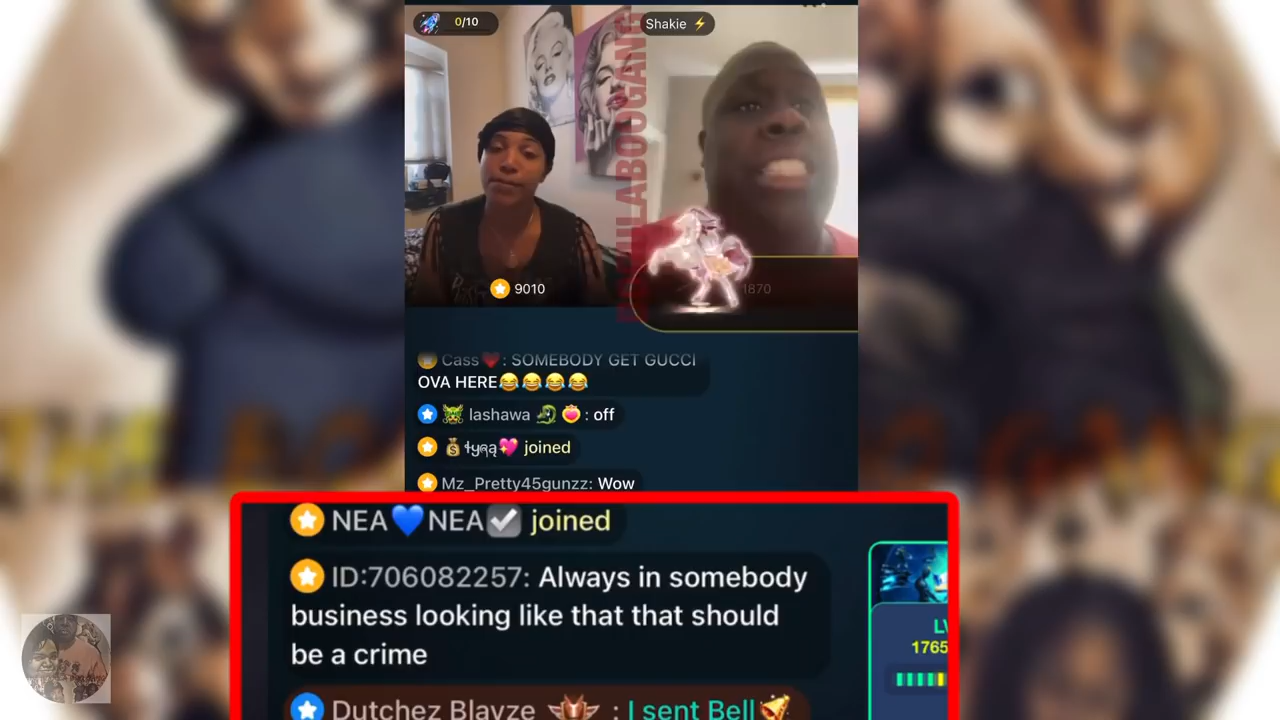 0/10
Shakie ⚡
9010
1870
Cass❤️: SOMEBODY GET GUCCI
OVA HERE😂😂😂😂
lashawa : off
joined
Mz_Pretty45gunzz: Wow
NEA💙NEA☑️ joined
ID:706082257: Always in somebody
business looking like that that should
be a crime
1765
Dutchez Blayze : I sent Bell